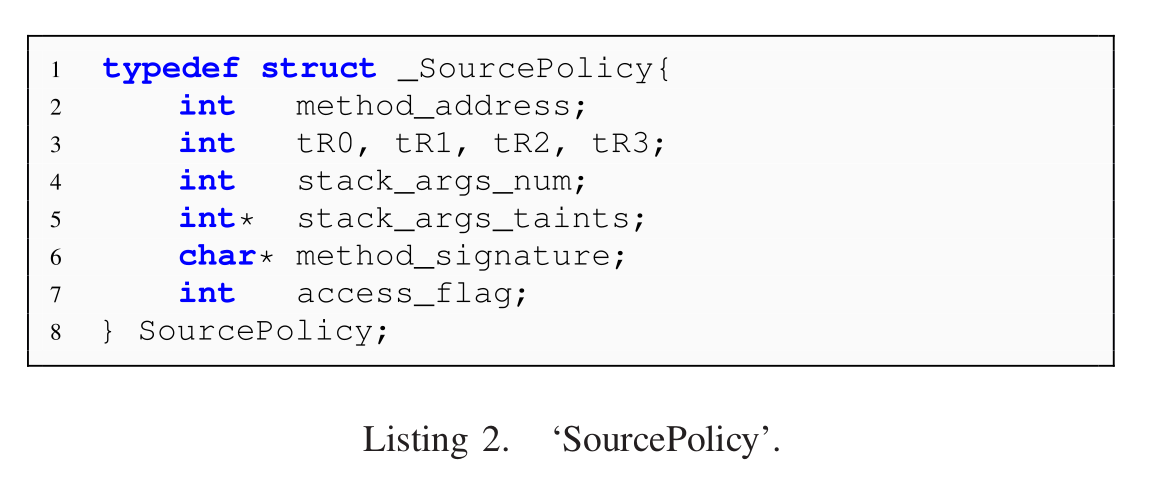 1 typedef struct _SourcePolicy{
2 int method_address;
3 int tR0, tR1, tR2, tR3;
4 int stack_args_num;
5 int* stack_args_taints;
6 char* method_signature;
7 int access_flag;
8 } SourcePolicy;
Listing 2. ‘SourcePolicy’.